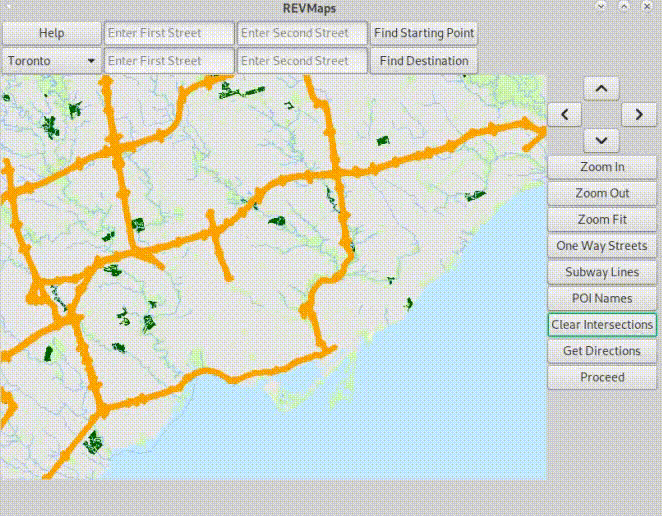 REVMaps
Help Enter First Street Enter Second Street Find Starting Point
Toronto Enter First Street Enter Second Street Find Destination
Zoom In
Zoom Out
Zoom Fit
One Way Streets
Subway Lines
POI Names
Clear Intersections
Get Directions
Proceed